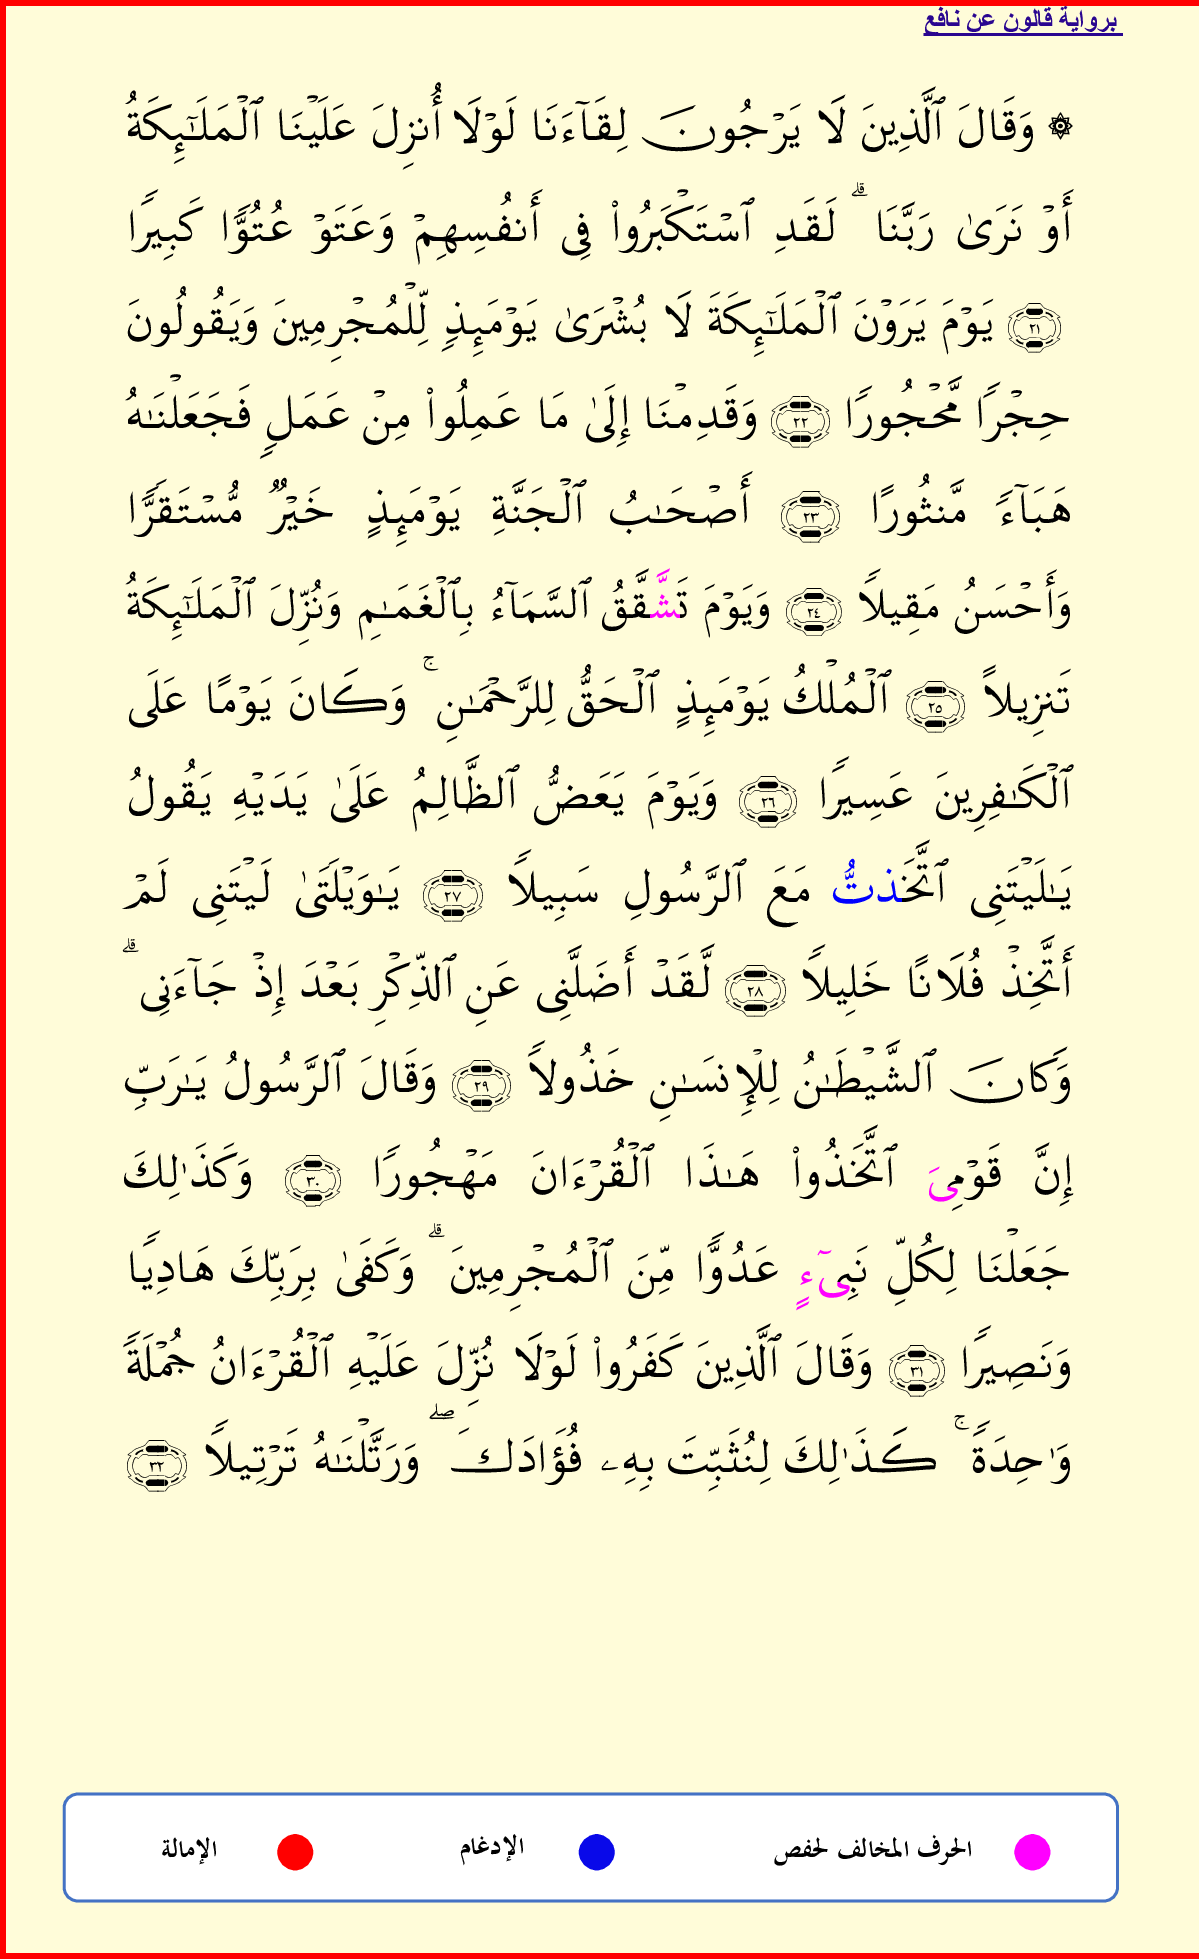 برواية قالون عن نافع
۞ وَقَالَ ٱلَّذِينَ لَا يَرْجُونَ لِقَآءَنَا لَوْلَا أُنزِلَ عَلَيْنَا ٱلْمَلَٰٓئِكَةُ
أَوْ نَرَىٰ رَبَّنَا ۗ لَقَدِ ٱسْتَكْبَرُوا۟ فِى أَنفُسِهِمْ وَعَتَوْ عُتُوًّا كَبِيرًا
٢١ يَوْمَ يَرَوْنَ ٱلْمَلَٰٓئِكَةَ لَا بُشْرَىٰ يَوْمَئِذٍ لِّلْمُجْرِمِينَ وَيَقُولُونَ
حِجْرًا مَّحْجُورًا ٢٢ وَقَدِمْنَا إِلَىٰ مَا عَمِلُوا۟ مِنْ عَمَلٍ فَجَعَلْنَٰهُ
هَبَآءً مَّنثُورًا ٢٣ أَصْحَٰبُ ٱلْجَنَّةِ يَوْمَئِذٍ خَيْرٌ مُّسْتَقَرًّا
وَأَحْسَنُ مَقِيلًا ٢٤ وَيَوْمَ تَشَّقَّقُ ٱلسَّمَآءُ بِٱلْغَمَٰمِ وَنُزِّلَ ٱلْمَلَٰٓئِكَةُ
تَنزِيلًا ٢٥ ٱلْمُلْكُ يَوْمَئِذٍ ٱلْحَقُّ لِلرَّحْمَٰنِ ۚ وَكَانَ يَوْمًا عَلَى
ٱلْكَٰفِرِينَ عَسِيرًا ٢٦ وَيَوْمَ يَعَضُّ ٱلظَّالِمُ عَلَىٰ يَدَيْهِ يَقُولُ
يَٰلَيْتَنِى ٱتَّخَذتُّ مَعَ ٱلرَّسُولِ سَبِيلًا ٢٧ يَٰوَيْلَتَىٰ لَيْتَنِى لَمْ
أَتَّخِذْ فُلَانًا خَلِيلًا ٢٨ لَّقَدْ أَضَلَّنِى عَنِ ٱلذِّكْرِ بَعْدَ إِذْ جَآءَنِى ۗ
وَكَانَ ٱلشَّيْطَٰنُ لِلْإِنسَٰنِ خَذُولًا ٢٩ وَقَالَ ٱلرَّسُولُ يَٰرَبِّ
إِنَّ قَوْمِىَ ٱتَّخَذُوا۟ هَٰذَا ٱلْقُرْءَانَ مَهْجُورًا ٣٠ وَكَذَٰلِكَ
جَعَلْنَا لِكُلِّ نَبِىٓءٍ عَدُوًّا مِّنَ ٱلْمُجْرِمِينَ ۗ وَكَفَىٰ بِرَبِّكَ هَادِيًا
وَنَصِيرًا ٣١ وَقَالَ ٱلَّذِينَ كَفَرُوا۟ لَوْلَا نُزِّلَ عَلَيْهِ ٱلْقُرْءَانُ جُمْلَةً
وَٰحِدَةً ۚ كَذَٰلِكَ لِنُثَبِّتَ بِهِۦ فُؤَادَكَ ۖ وَرَتَّلْنَٰهُ تَرْتِيلًا ٣٢
الحرف المخالف لحفص
الإدغام
الإمالة